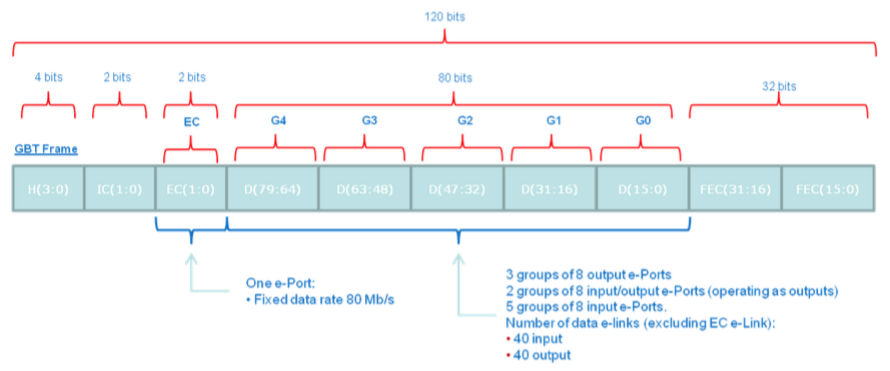 120 bits
4 bits 2 bits 2 bits 80 bits 32 bits
EC G4 G3 G2 G1 G0
GBT Frame
H(3:0) IC(1:0) EC(1:0) D(79:64) D(63:48) D(47:32) D(31:16) D(15:0) FEC(31:16) FEC(15:0)
One e-Port:
• Fixed data rate 80 Mb/s
3 groups of 8 output e-Ports
2 groups of 8 input/output e-Ports (operating as outputs)
5 groups of 8 input e-Ports.
Number of data e-links (excluding EC e-Link):
• 40 input
• 40 output